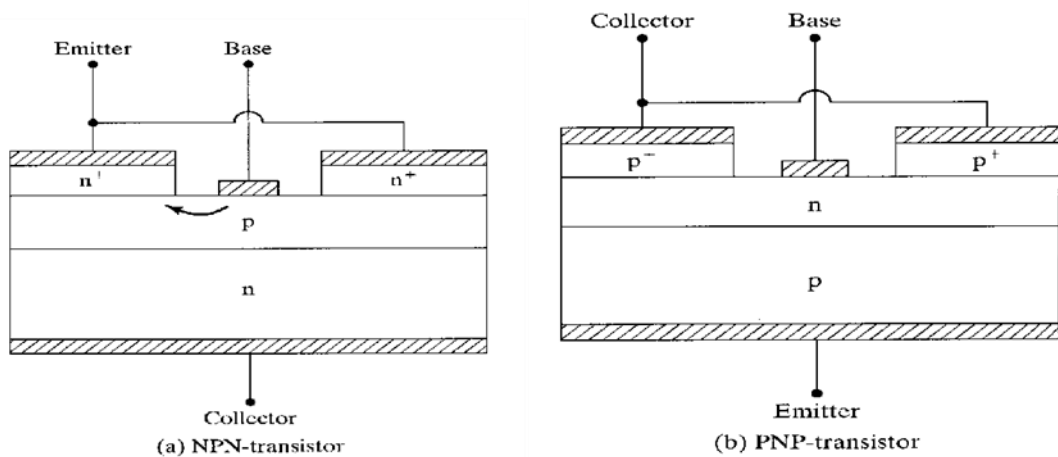 Emitter Base
n+ n+
p
n
Collector
(a) NPN-transistor
Collector Base
p− p+
n
p
Emitter
(b) PNP-transistor